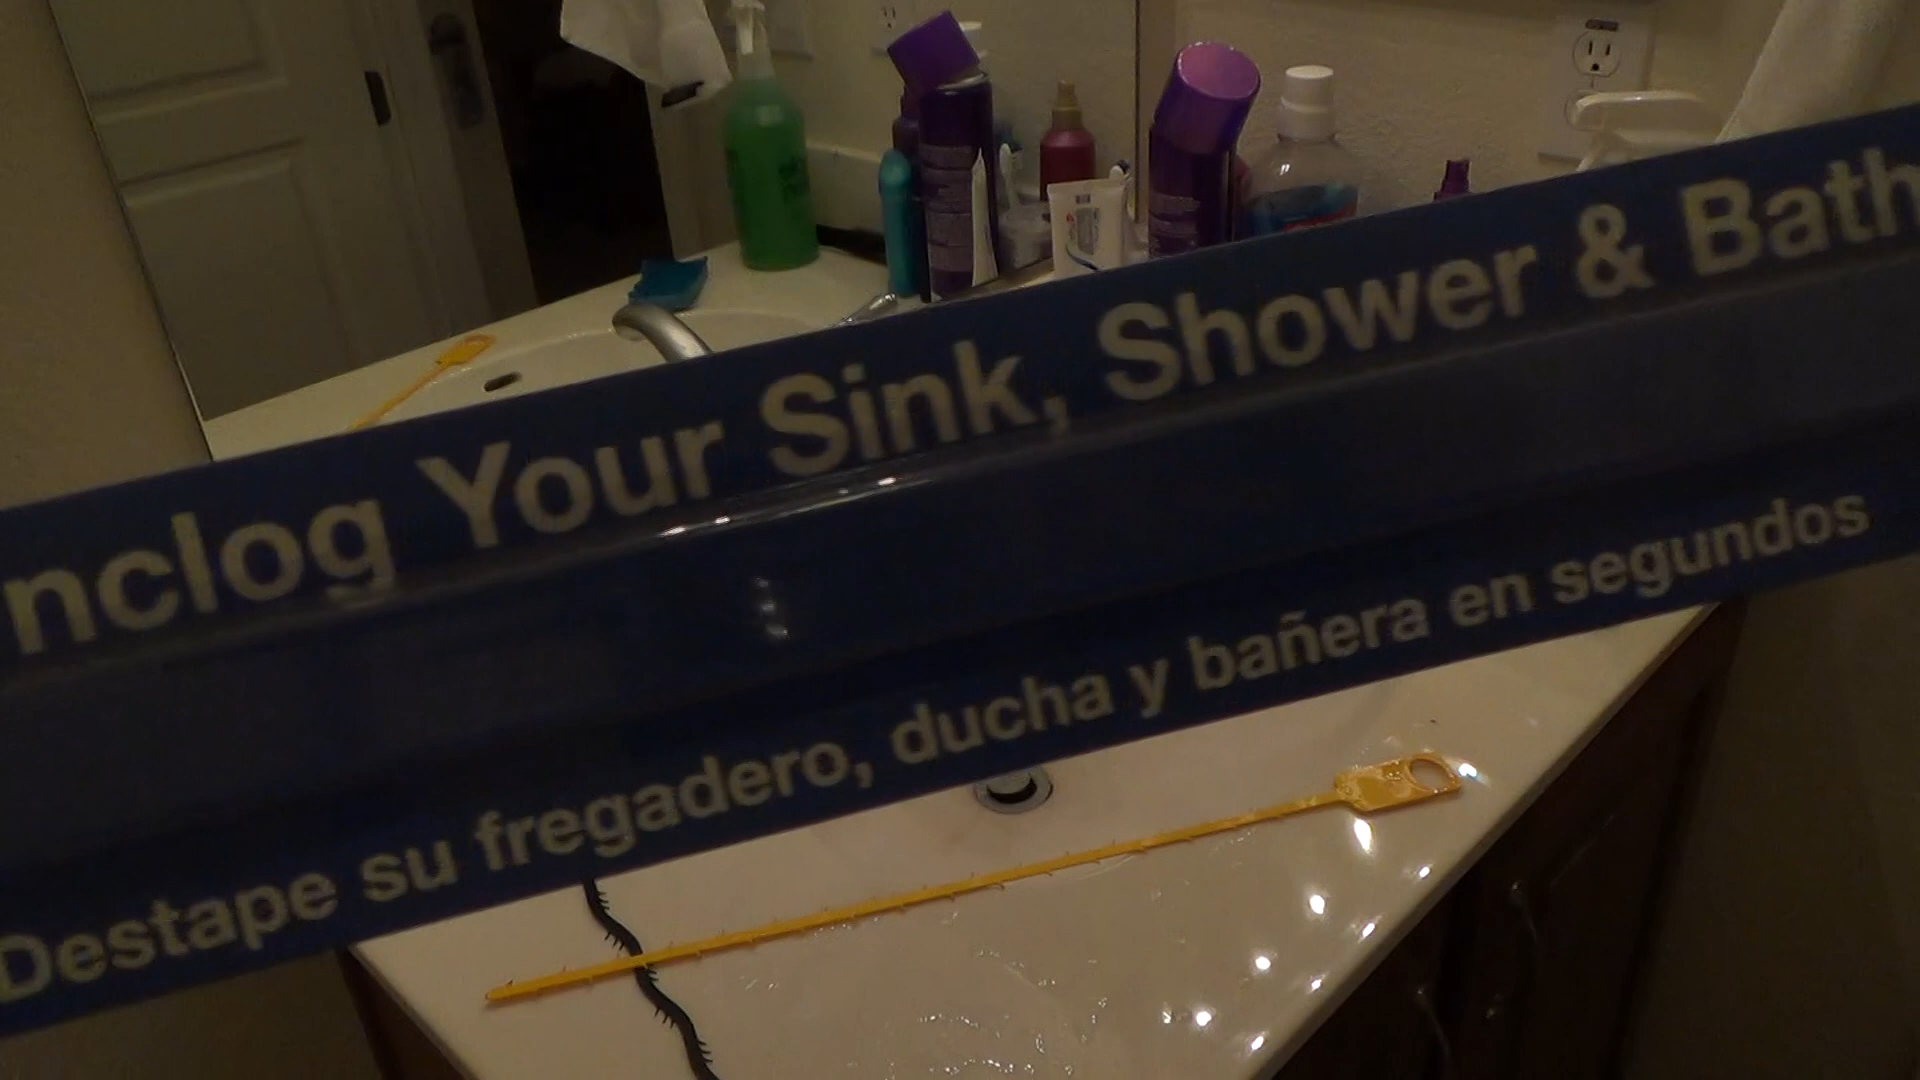 nclog Your Sink, Shower & Bath
Destape su fregadero, ducha y bañera en segundos